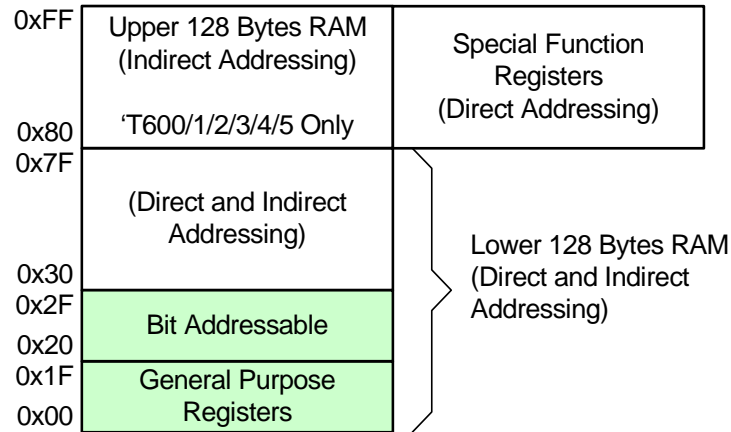 0xFF
Upper 128 Bytes RAM
(Indirect Addressing)
‘T600/1/2/3/4/5 Only
0x80
Special Function
Registers
(Direct Addressing)
0x7F
(Direct and Indirect
Addressing)
0x30
0x2F
Bit Addressable
0x20
0x1F
General Purpose
Registers
0x00
Lower 128 Bytes RAM
(Direct and Indirect
Addressing)